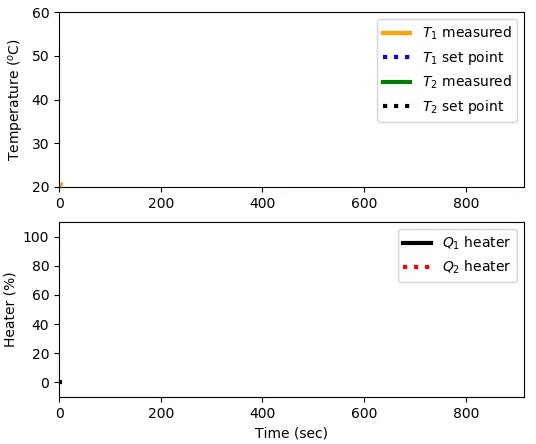 60
50
40
30
20
Temperature (ºC)
T1 measured
T1 set point
T2 measured
T2 set point
0 200 400 600 800
100
80
60
40
20
0
Heater (%)
Q1 heater
Q2 heater
0 200 400 600 800
Time (sec)